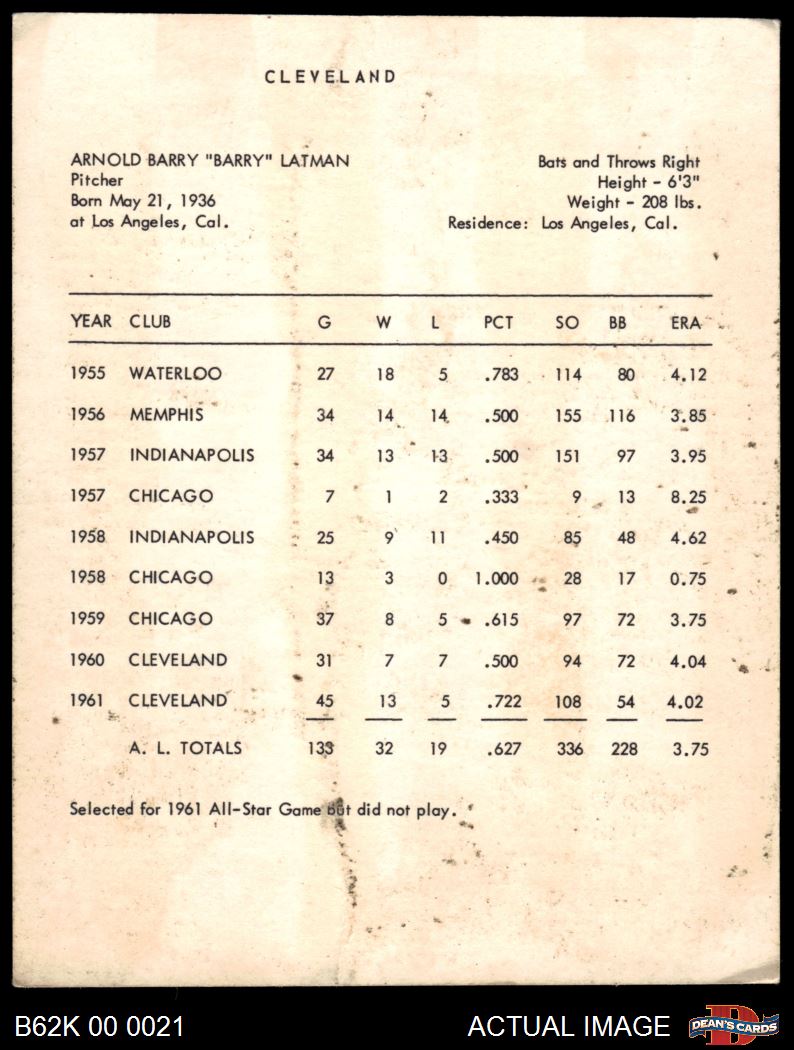 CLEVELAND
ARNOLD BARRY "BARRY" LATMAN
Pitcher
Born May 21, 1936
at Los Angeles, Cal.
Bats and Throws Right
Height - 6'3"
Weight - 208 lbs.
Residence: Los Angeles, Cal.
YEAR CLUB G W L PCT SO BB ERA
1955 WATERLOO 27 18 5 .783 114 80 4.12
1956 MEMPHIS 34 14 14 .500 155 116 3.85
1957 INDIANAPOLIS 34 13 13 .500 151 97 3.95
1957 CHICAGO 7 1 2 .333 9 13 8.25
1958 INDIANAPOLIS 25 9 11 .450 85 48 4.62
1958 CHICAGO 13 3 0 1.000 28 17 0.75
1959 CHICAGO 37 8 5 .615 97 72 3.75
1960 CLEVELAND 31 7 7 .500 94 72 4.04
1961 CLEVELAND 45 13 5 .722 108 54 4.02
A. L. TOTALS 133 32 19 .627 336 228 3.75
Selected for 1961 All-Star Game but did not play.
B62K 00 0021 ACTUAL IMAGE
D
DEAN'S CARDS